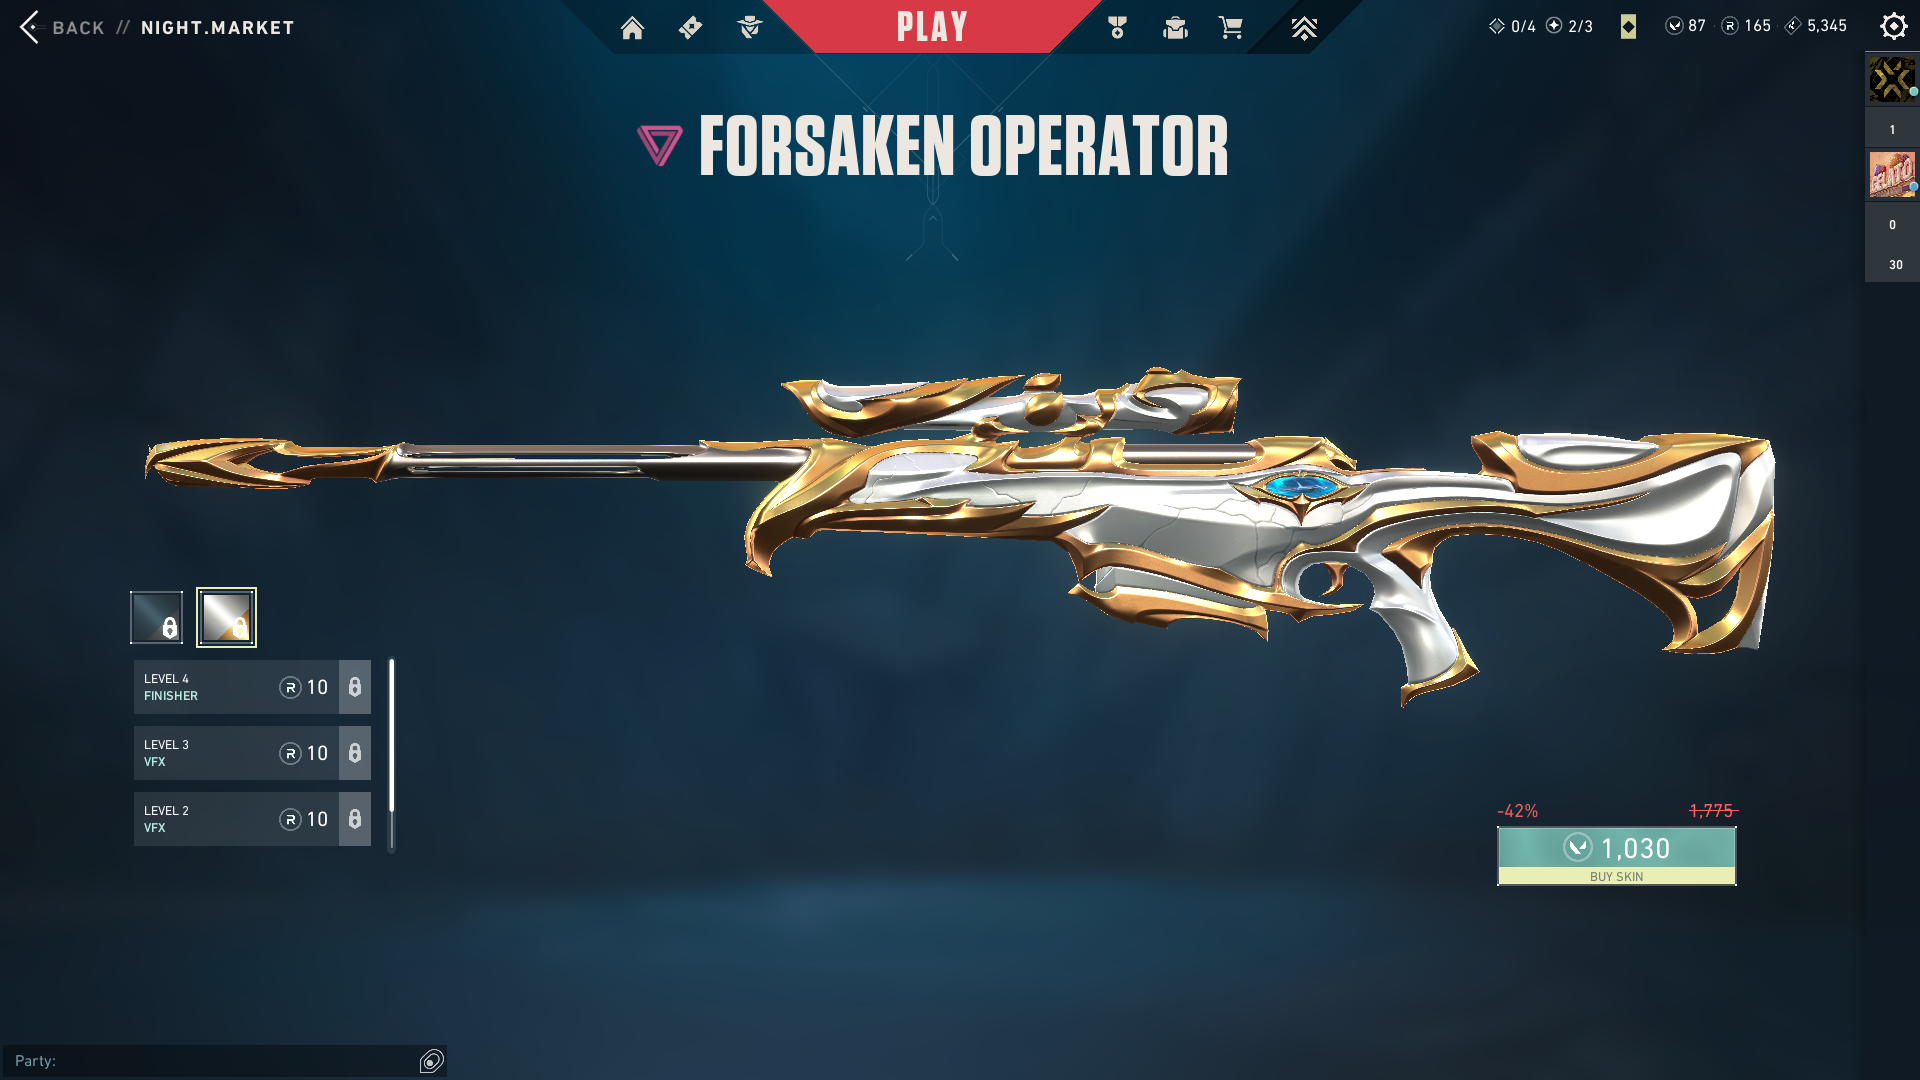 BACK // NIGHT.MARKET
PLAY
0/4 2/3 87 R 165 5,345
FORSAKEN OPERATOR
1
GELATO
0
30
LEVEL 4
FINISHER
R 10
LEVEL 3
VFX
R 10
LEVEL 2
VFX
R 10
-42% 1,775
1,030
BUY SKIN
Party: